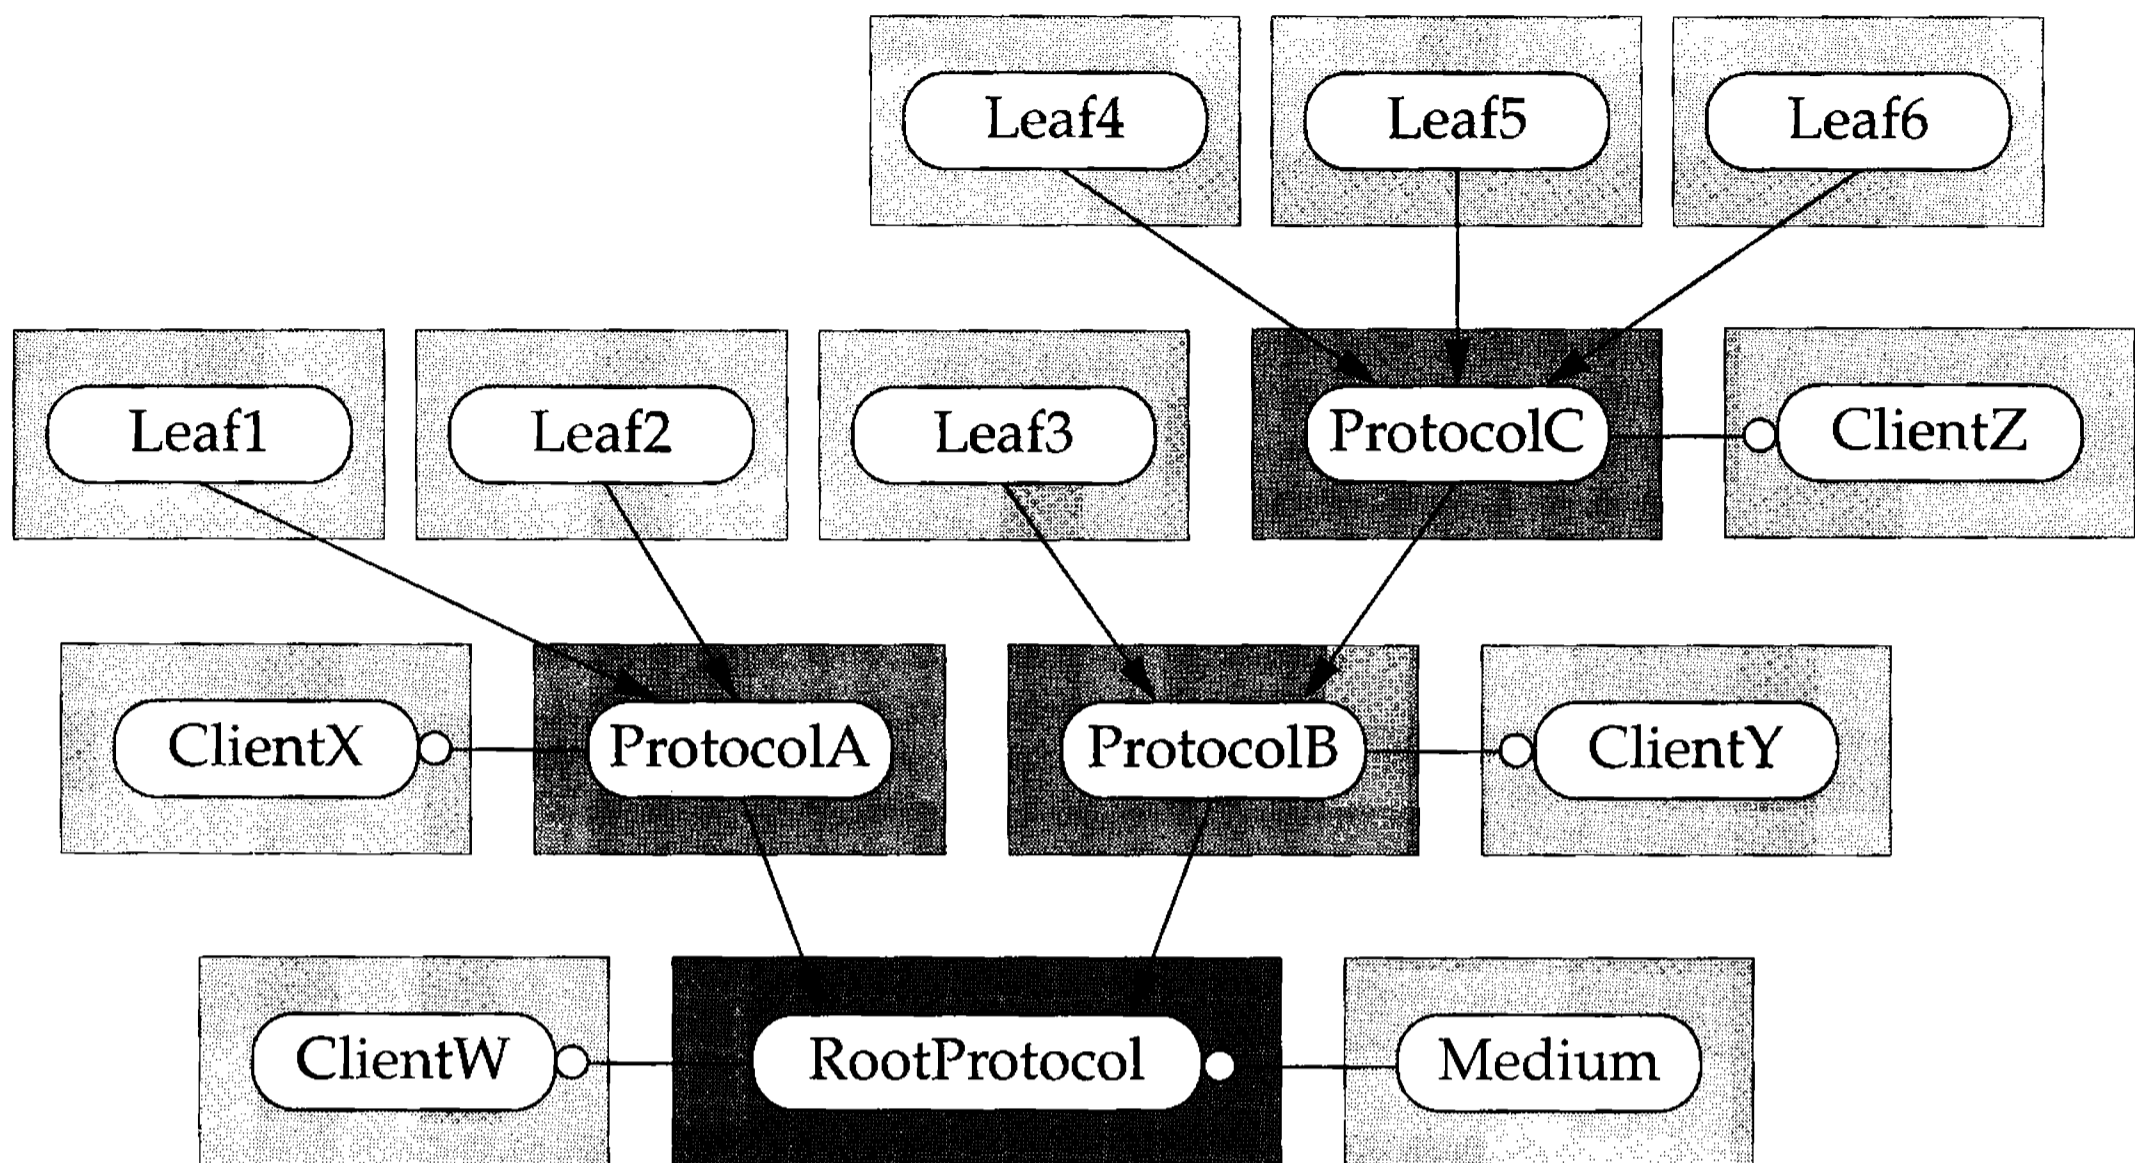 Leaf4
Leaf5
Leaf6
Leaf1
Leaf2
Leaf3
ProtocolC
ClientZ
ClientX
ProtocolA
ProtocolB
ClientY
ClientW
RootProtocol
Medium